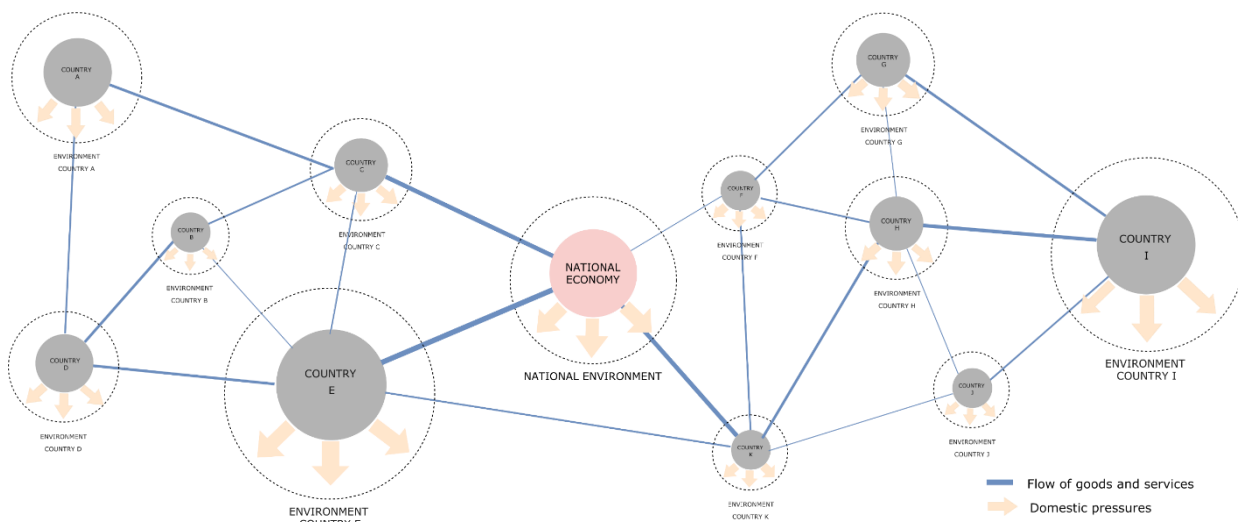 COUNTRY
A
ENVIRONMENT
COUNTRY A
COUNTRY
B
ENVIRONMENT
COUNTRY B
COUNTRY
C
ENVIRONMENT
COUNTRY C
COUNTRY
D
ENVIRONMENT
COUNTRY D
COUNTRY
E
ENVIRONMENT
COUNTRY E
NATIONAL
ECONOMY
NATIONAL ENVIRONMENT
COUNTRY
F
ENVIRONMENT
COUNTRY F
COUNTRY
G
ENVIRONMENT
COUNTRY G
COUNTRY
H
ENVIRONMENT
COUNTRY H
COUNTRY
I
ENVIRONMENT
COUNTRY I
COUNTRY
J
ENVIRONMENT
COUNTRY J
COUNTRY
K
ENVIRONMENT
COUNTRY K
Flow of goods and services
Domestic pressures